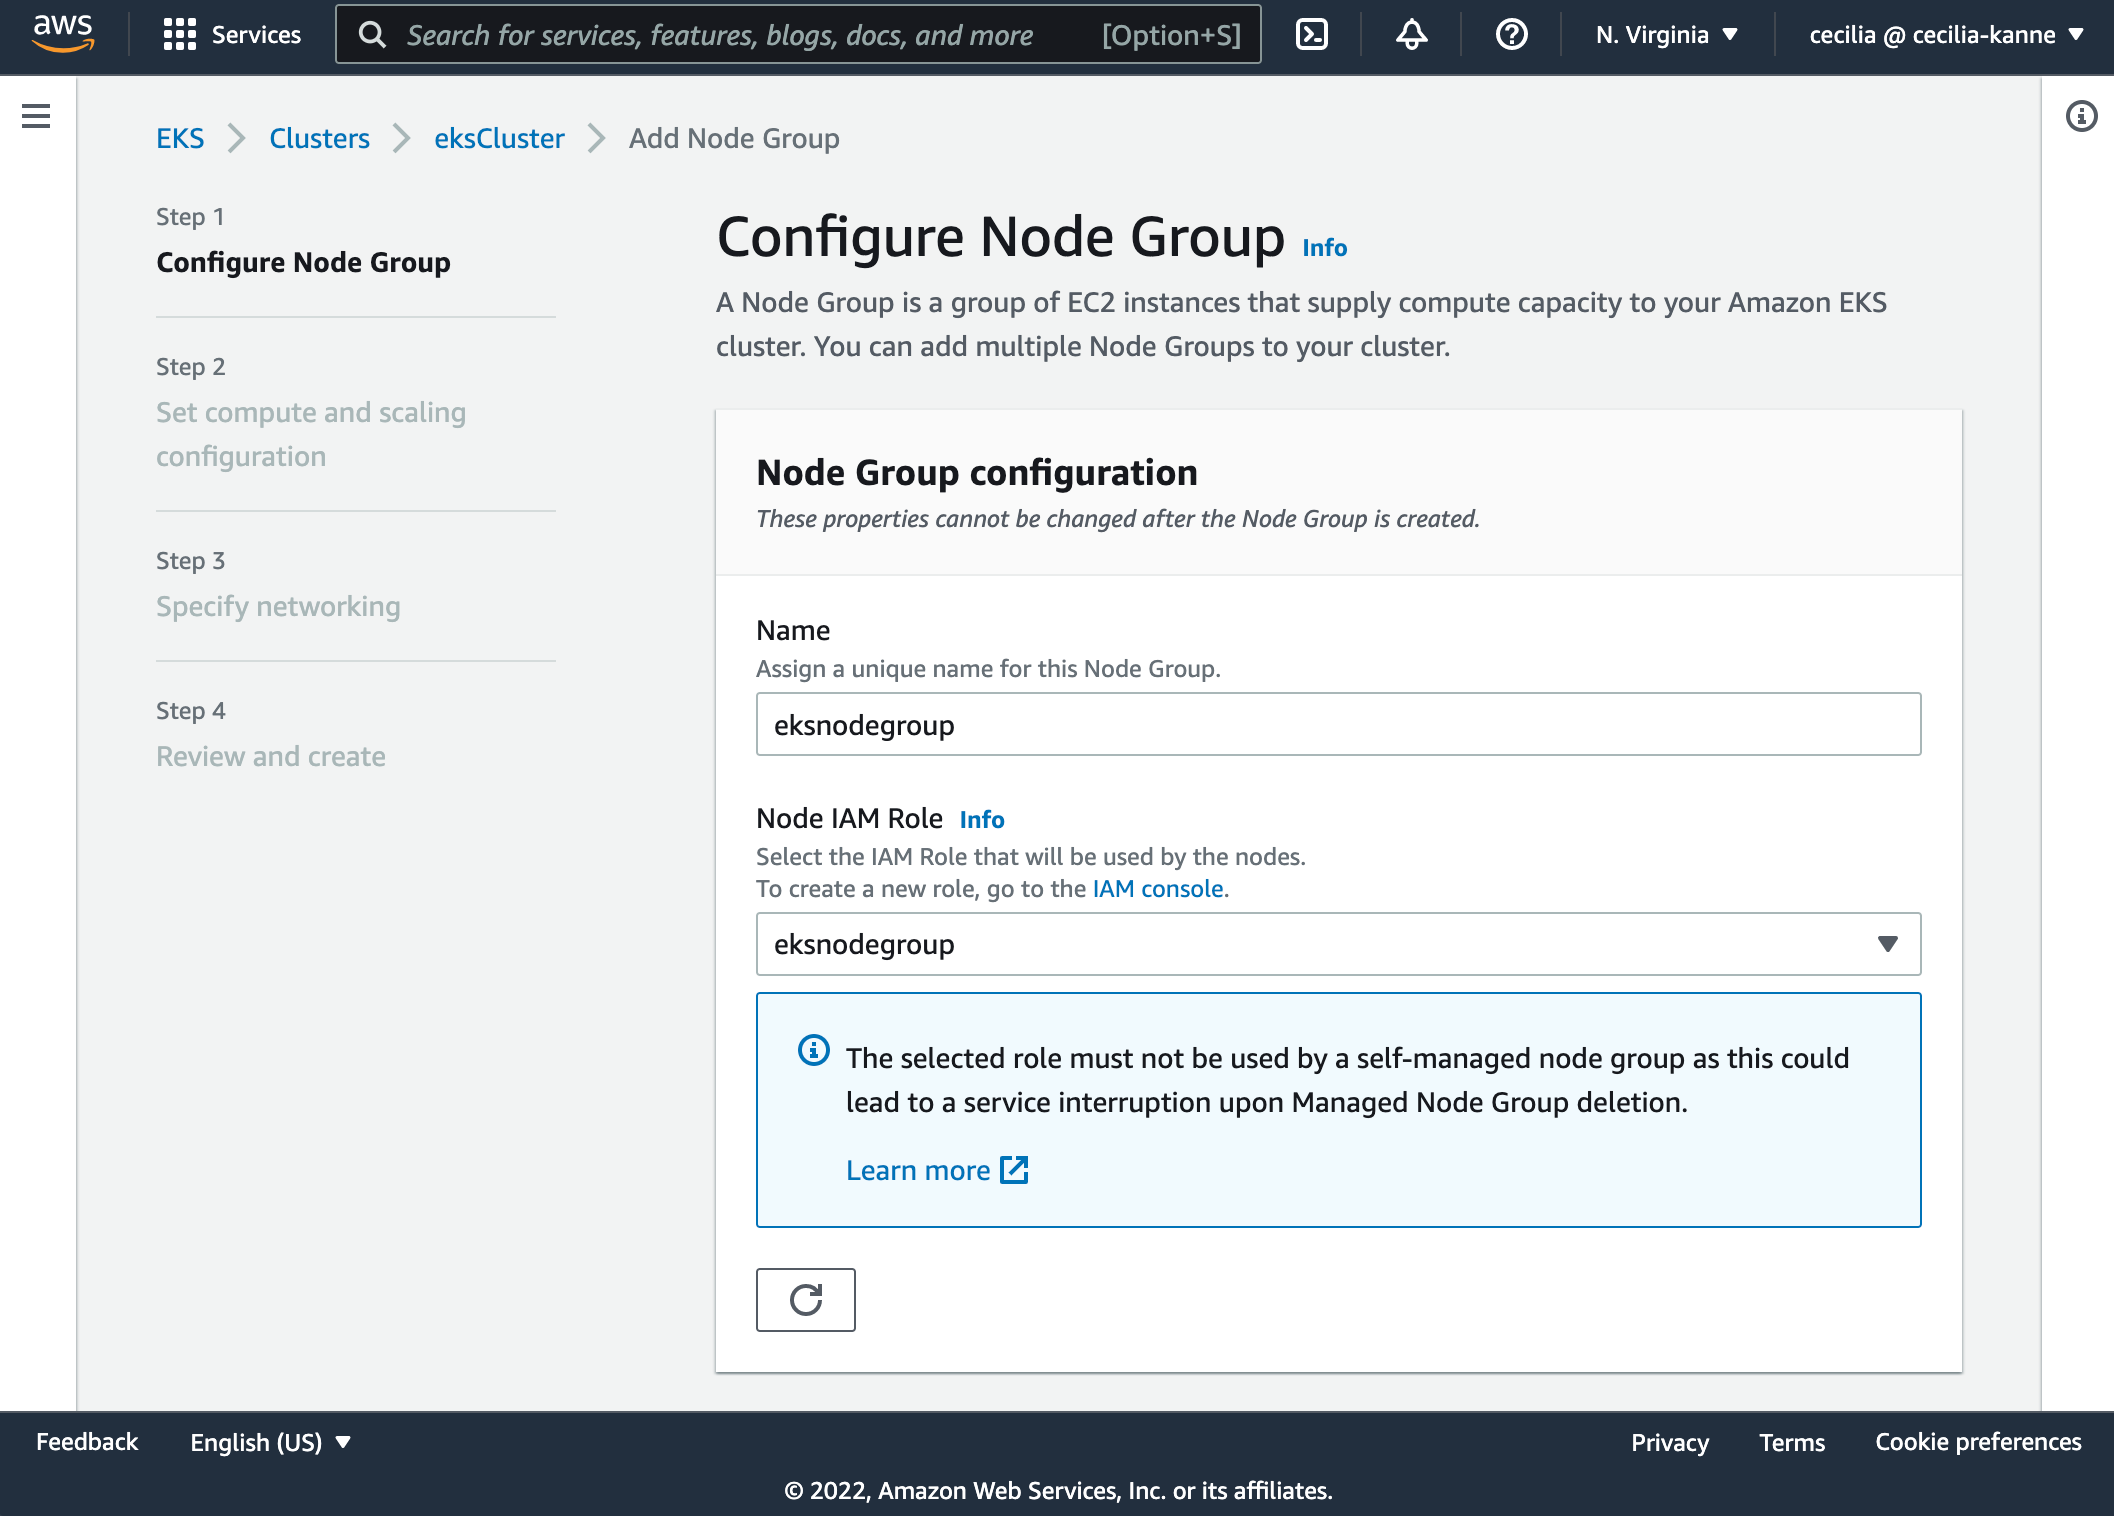 aws
Services
Search for services, features, blogs, docs, and more [Option+S]
N. Virginia
cecilia @ cecilia-kanne
EKS Clusters eksCluster Add Node Group
Step 1
Configure Node Group
Step 2
Set compute and scaling
configuration
Step 3
Specify networking
Step 4
Review and create
Configure Node Group Info
A Node Group is a group of EC2 instances that supply compute capacity to your Amazon EKS
cluster. You can add multiple Node Groups to your cluster.
Node Group configuration
These properties cannot be changed after the Node Group is created.
Name
Assign a unique name for this Node Group.
eksnodegroup
Node IAM Role Info
Select the IAM Role that will be used by the nodes.
To create a new role, go to the IAM console.
eksnodegroup
The selected role must not be used by a self-managed node group as this could
lead to a service interruption upon Managed Node Group deletion.
Learn more
Feedback English (US)
Privacy Terms Cookie preferences
© 2022, Amazon Web Services, Inc. or its affiliates.